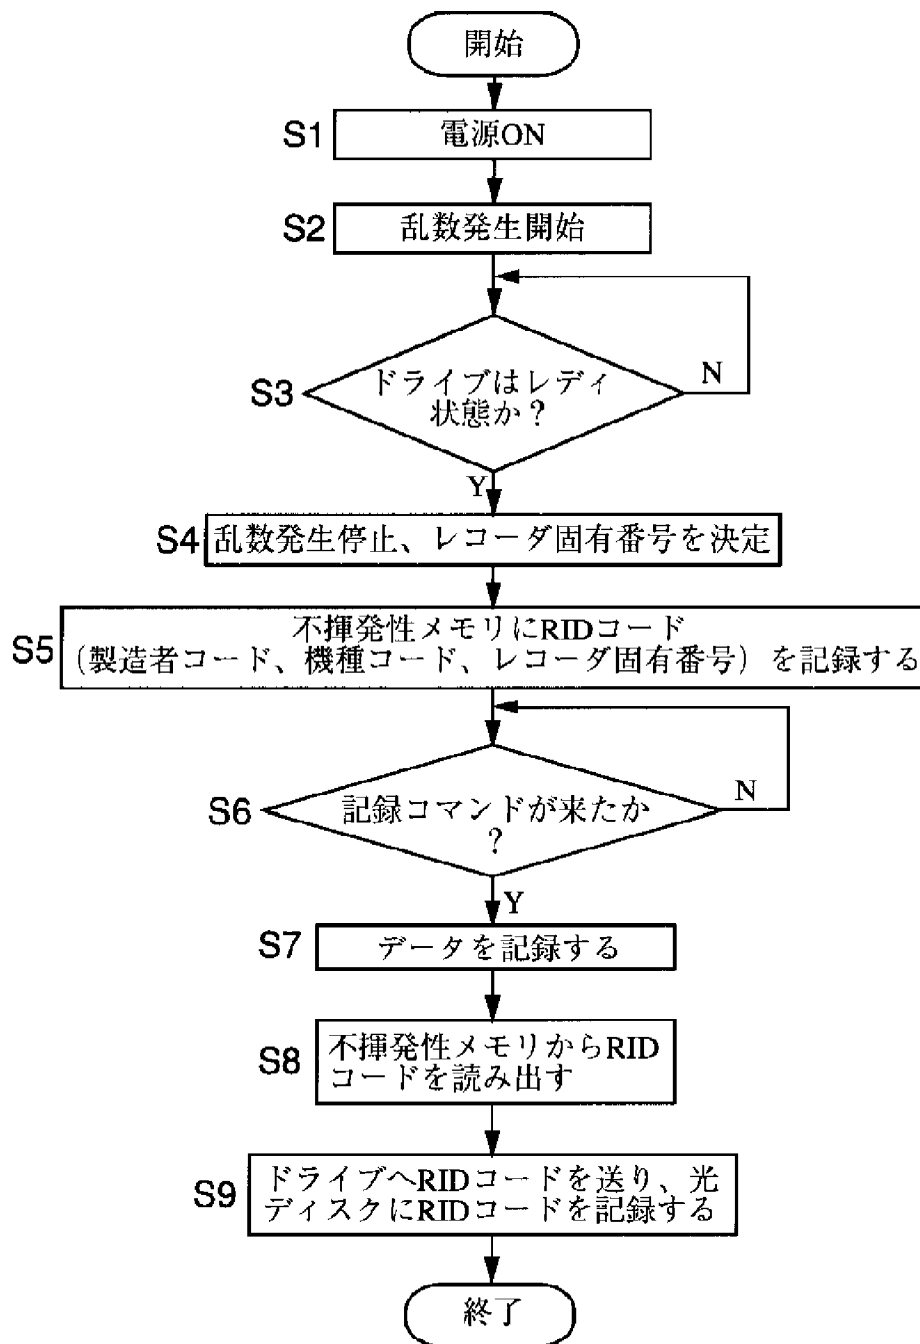 開始
S1
電源ON
S2
乱数発生開始
S3
ドライブはレディ
状態か？
N
Y
S4
乱数発生停止、レコーダ固有番号を決定
S5
不揮発性メモリにRIDコード
（製造者コード、機種コード、レコーダ固有番号）を記録する
S6
記録コマンドが来たか
？
N
Y
S7
データを記録する
S8
不揮発性メモリからRID
コードを読み出す
S9
ドライブへRIDコードを送り、光
ディスクにRIDコードを記録する
終了